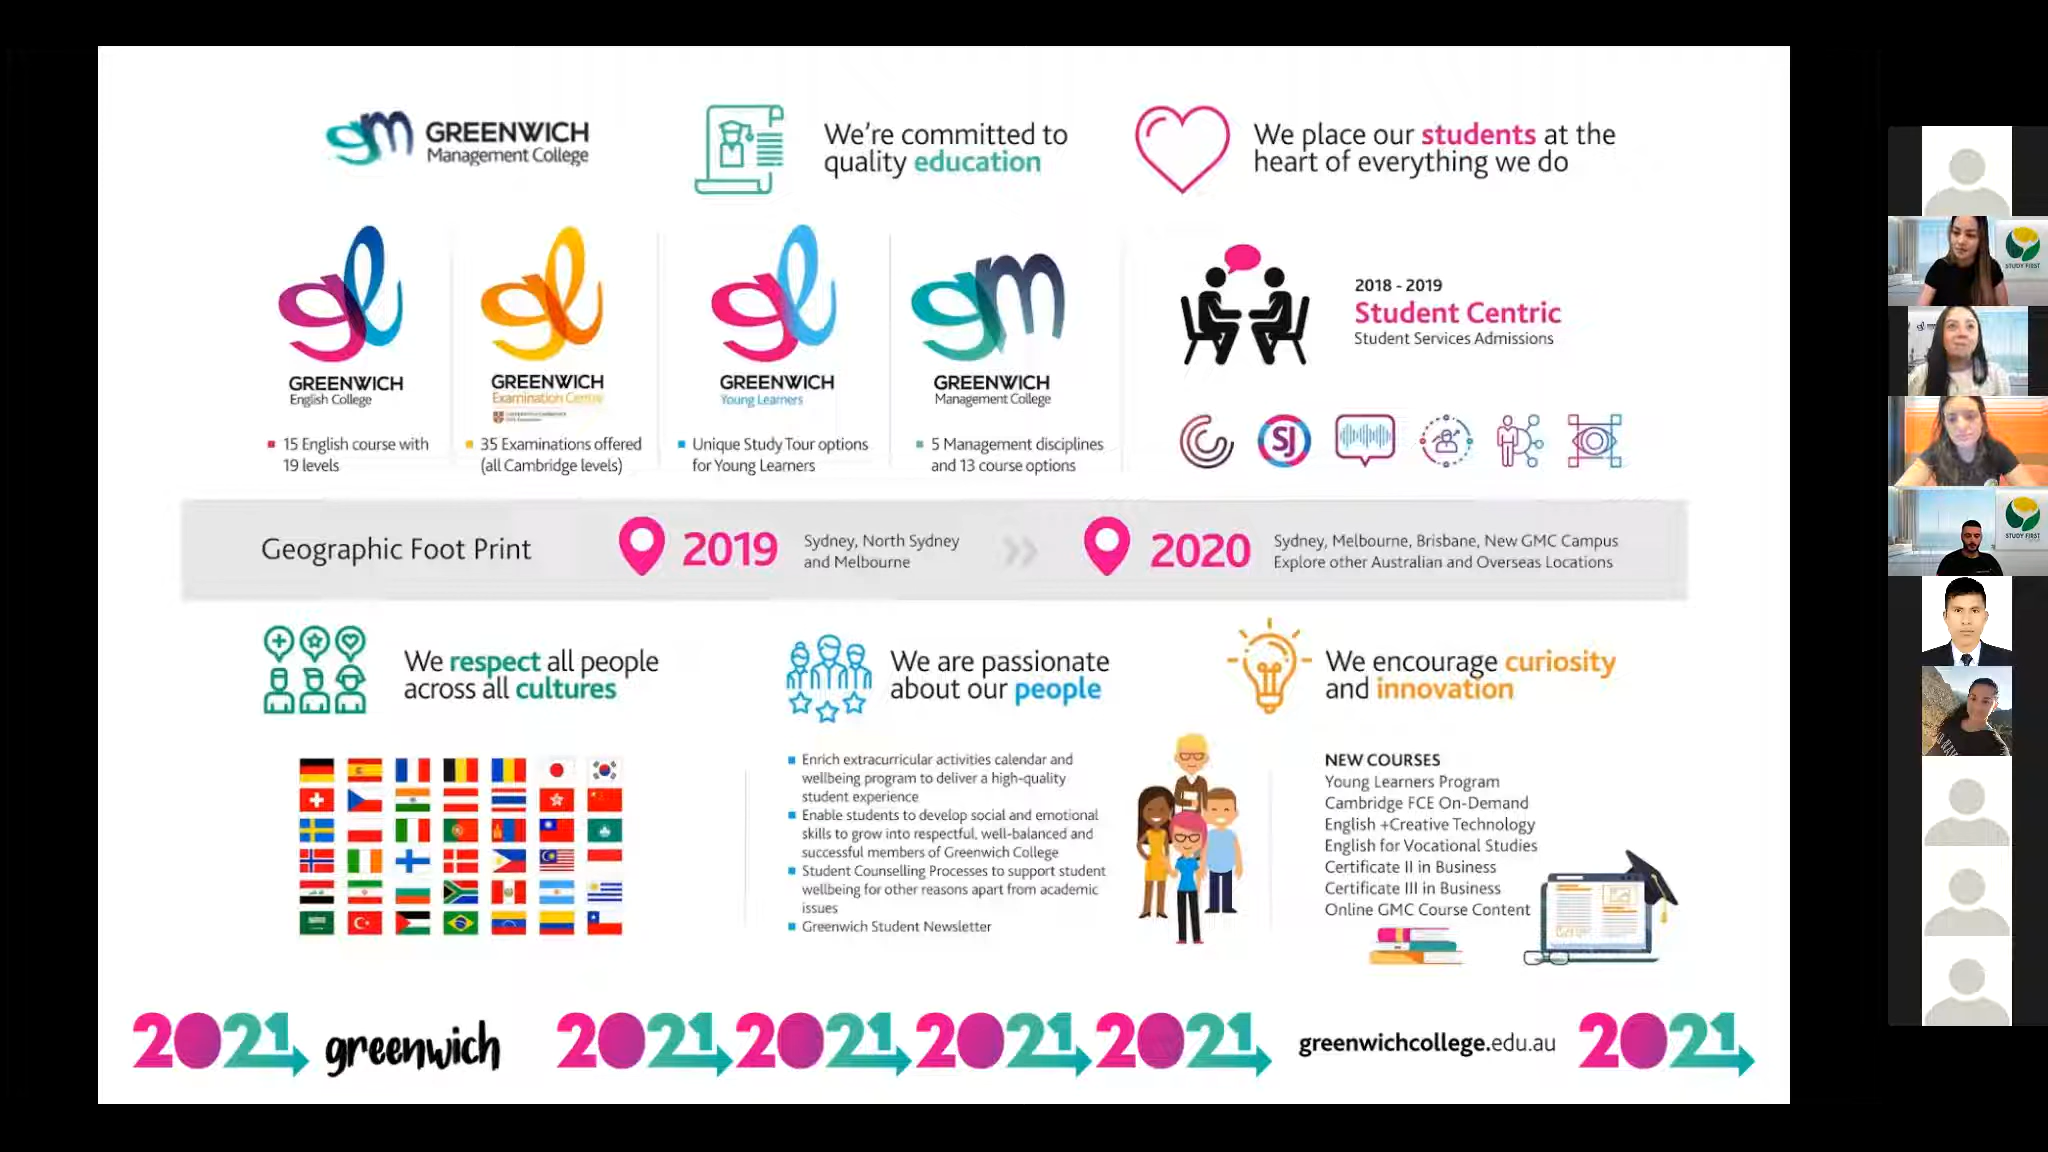 gm GREENWICH
Management College
We're committed to
quality education
We place our students at the
heart of everything we do
gl
GREENWICH
English College
15 English course with
19 levels
gl
GREENWICH
Examination Centre
35 Examinations offered
(all Cambridge levels)
gl
GREENWICH
Young Learners
Unique Study Tour options
for Young Learners
gm
GREENWICH
Management College
5 Management disciplines
and 13 course options
2018 - 2019
Student Centric
Student Services Admissions
SJ
Geographic Foot Print
2019
Sydney, North Sydney
and Melbourne
2020
Sydney, Melbourne, Brisbane, New GMC Campus
Explore other Australian and Overseas Locations
We respect all people
across all cultures
We are passionate
about our people
Enrich extracurricular activities calendar and
wellbeing program to deliver a high-quality
student experience
Enable students to develop social and emotional
skills to grow into respectful, well-balanced and
successful members of Greenwich College
Student Counselling Processes to support student
wellbeing for other reasons apart from academic
issues
Greenwich Student Newsletter
We encourage curiosity
and innovation
NEW COURSES
Young Learners Program
Cambridge FCE On-Demand
English +Creative Technology
English for Vocational Studies
Certificate II in Business
Certificate III in Business
Online GMC Course Content
2021 greenwich 2021 2021 2021 2021 greenwichcollege.edu.au 2021
STUDY FIRST
STUDY FIRST